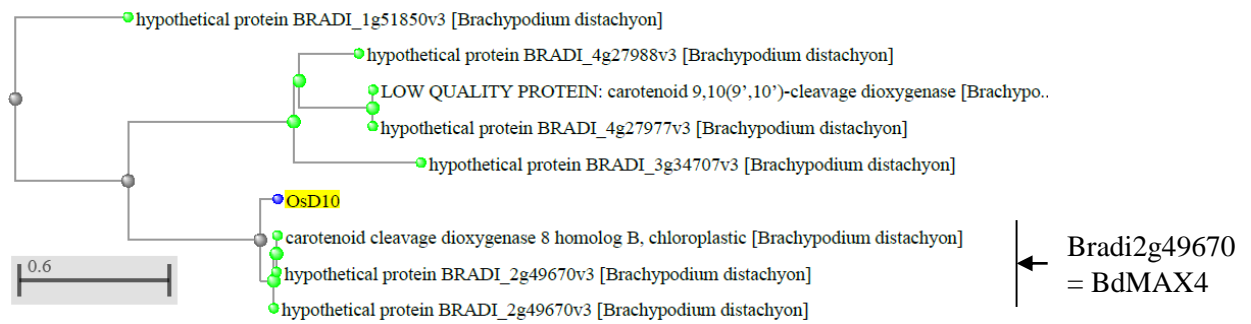 hypothetical protein BRADI_1g51850v3 [Brachypodium distachyon]
hypothetical protein BRADI_4g27988v3 [Brachypodium distachyon]
LOW QUALITY PROTEIN: carotenoid 9,10(9’,10’)-cleavage dioxygenase [Brachypo..
hypothetical protein BRADI_4g27977v3 [Brachypodium distachyon]
hypothetical protein BRADI_3g34707v3 [Brachypodium distachyon]
OsD10
carotenoid cleavage dioxygenase 8 homolog B, chloroplastic [Brachypodium distachyon]
hypothetical protein BRADI_2g49670v3 [Brachypodium distachyon]
hypothetical protein BRADI_2g49670v3 [Brachypodium distachyon]
0.6
Bradi2g49670
= BdMAX4